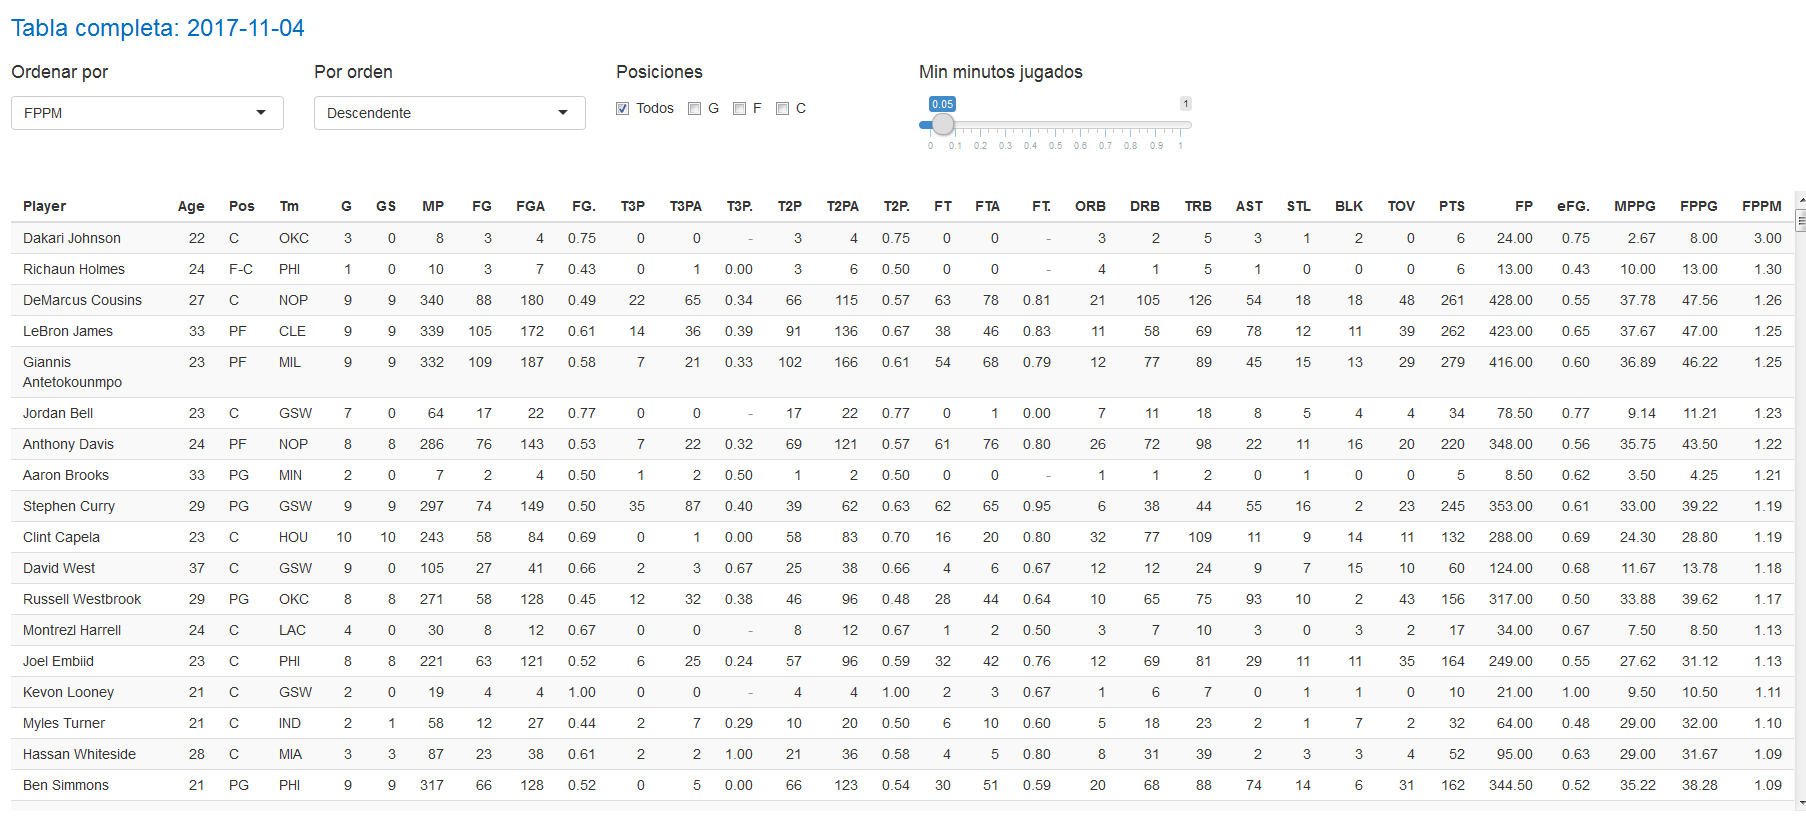 Tabla completa: 2017-11-04
Ordenar por Por orden Posiciones Min minutos jugados
FPPM Descendente Todos G F C
0.05 1
0 0.1 0.2 0.3 0.4 0.5 0.6 0.7 0.8 0.9 1
Player Age Pos Tm G GS MP FG FGA FG. T3P T3PA T3P. T2P T2PA T2P. FT FTA FT. ORB DRB TRB AST STL BLK TOV PTS FP eFG. MPPG FPPG FPPM
Dakari Johnson 22 C OKC 3 0 8 3 4 0.75 0 0 - 3 4 0.75 0 0 - 3 2 5 3 1 2 0 6 24.00 0.75 2.67 8.00 3.00
Richaun Holmes 24 F-C PHI 1 0 10 3 7 0.43 0 1 0.00 3 6 0.50 0 0 - 4 1 5 1 0 0 0 6 13.00 0.43 10.00 13.00 1.30
DeMarcus Cousins 27 C NOP 9 9 340 88 180 0.49 22 65 0.34 66 115 0.57 63 78 0.81 21 105 126 54 18 18 48 261 428.00 0.55 37.78 47.56 1.26
LeBron James 33 PF CLE 9 9 339 105 172 0.61 14 36 0.39 91 136 0.67 38 46 0.83 11 58 69 78 12 11 39 262 423.00 0.65 37.67 47.00 1.25
Giannis 23 PF MIL 9 9 332 109 187 0.58 7 21 0.33 102 166 0.61 54 68 0.79 12 77 89 45 15 13 29 279 416.00 0.60 36.89 46.22 1.25
Antetokounmpo
Jordan Bell 23 C GSW 7 0 64 17 22 0.77 0 0 - 17 22 0.77 0 1 0.00 7 11 18 8 5 4 4 34 78.50 0.77 9.14 11.21 1.23
Anthony Davis 24 PF NOP 8 8 286 76 143 0.53 7 22 0.32 69 121 0.57 61 76 0.80 26 72 98 22 11 16 20 220 348.00 0.56 35.75 43.50 1.22
Aaron Brooks 33 PG MIN 2 0 7 2 4 0.50 1 2 0.50 1 2 0.50 0 0 - 1 1 2 0 1 0 0 5 8.50 0.62 3.50 4.25 1.21
Stephen Curry 29 PG GSW 9 9 297 74 149 0.50 35 87 0.40 39 62 0.63 62 65 0.95 6 38 44 55 16 2 23 245 353.00 0.61 33.00 39.22 1.19
Clint Capela 23 C HOU 10 10 243 58 84 0.69 0 1 0.00 58 83 0.70 16 20 0.80 32 77 109 11 9 14 11 132 288.00 0.69 24.30 28.80 1.19
David West 37 C GSW 9 0 105 27 41 0.66 2 3 0.67 25 38 0.66 4 6 0.67 12 12 24 9 7 15 10 60 124.00 0.68 11.67 13.78 1.18
Russell Westbrook 29 PG OKC 8 8 271 58 128 0.45 12 32 0.38 46 96 0.48 28 44 0.64 10 65 75 93 10 2 43 156 317.00 0.50 33.88 39.62 1.17
Montrezl Harrell 24 C LAC 4 0 30 8 12 0.67 0 0 - 8 12 0.67 1 2 0.50 3 7 10 3 0 3 2 17 34.00 0.67 7.50 8.50 1.13
Joel Embiid 23 C PHI 8 8 221 63 121 0.52 6 25 0.24 57 96 0.59 32 42 0.76 12 69 81 29 11 11 35 164 249.00 0.55 27.62 31.12 1.13
Kevon Looney 21 C GSW 2 0 19 4 4 1.00 0 0 - 4 4 1.00 2 3 0.67 1 6 7 0 1 1 0 10 21.00 1.00 9.50 10.50 1.11
Myles Turner 21 C IND 2 1 58 12 27 0.44 2 7 0.29 10 20 0.50 6 10 0.60 5 18 23 2 1 7 2 32 64.00 0.48 29.00 32.00 1.10
Hassan Whiteside 28 C MIA 3 3 87 23 38 0.61 2 2 1.00 21 36 0.58 4 5 0.80 8 31 39 2 3 3 4 52 95.00 0.63 29.00 31.67 1.09
Ben Simmons 21 PG PHI 9 9 317 66 128 0.52 0 5 0.00 66 123 0.54 30 51 0.59 20 68 88 74 14 6 31 162 344.50 0.52 35.22 38.28 1.09